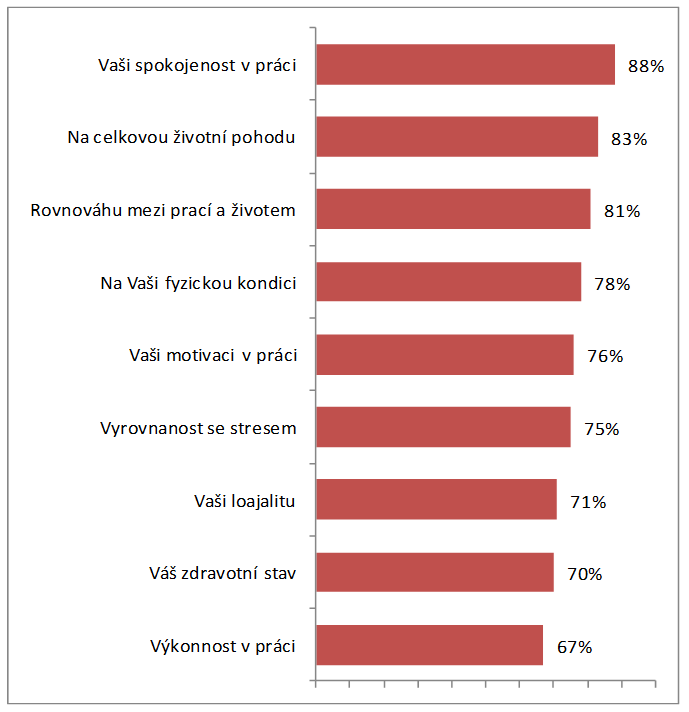 Vaši spokojenost v práci 88%
Na celkovou životní pohodu 83%
Rovnováhu mezi prací a životem 81%
Na Vaši fyzickou kondici 78%
Vaši motivaci v práci 76%
Vyrovnanost se stresem 75%
Vaši loajalitu 71%
Váš zdravotní stav 70%
Výkonnost v práci 67%